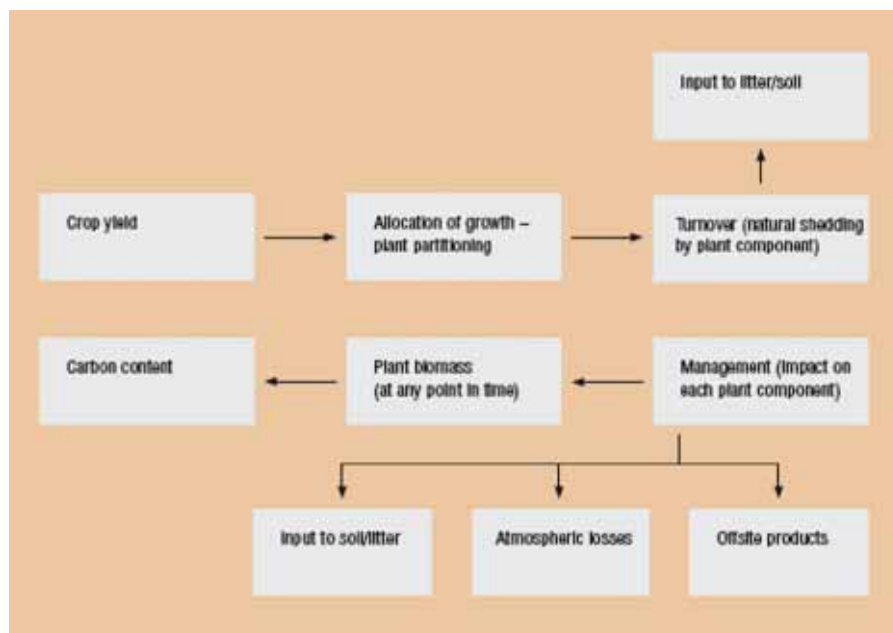 Input to litter/soil
Crop yield
Allocation of growth –
plant partitioning
Turnover (natural shedding
by plant component)
Carbon content
Plant biomass
(at any point in time)
Management (impact on
each plant component)
Input to soil/litter
Atmospheric losses
Offsite products